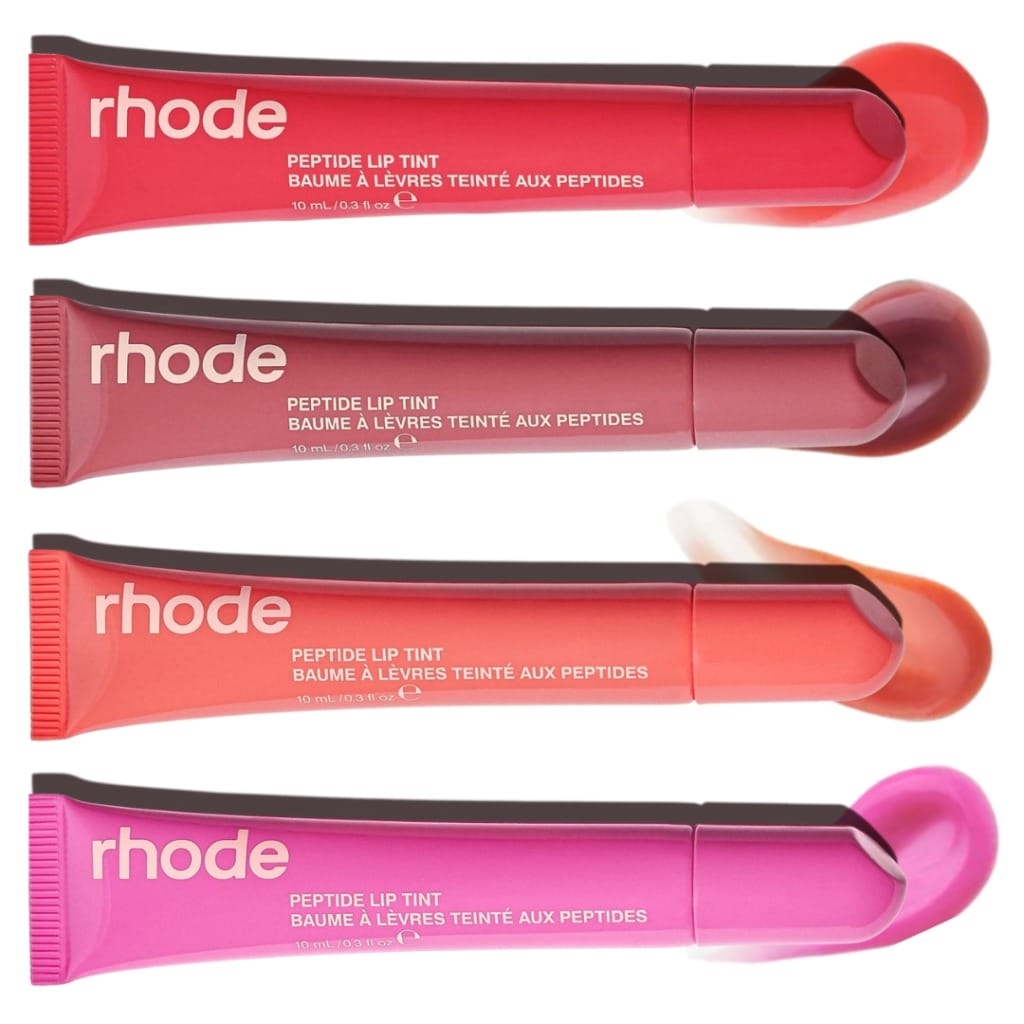 rhode
PEPTIDE LIP TINT
BAUME À LÈVRES TEINTÉ AUX PEPTIDES
10 mL / 0.3 fl oz ℮
rhode
PEPTIDE LIP TINT
BAUME À LÈVRES TEINTÉ AUX PEPTIDES
10 mL / 0.3 fl oz ℮
rhode
PEPTIDE LIP TINT
BAUME À LÈVRES TEINTÉ AUX PEPTIDES
10 mL / 0.3 fl oz ℮
rhode
PEPTIDE LIP TINT
BAUME À LÈVRES TEINTÉ AUX PEPTIDES
10 mL / 0.3 fl oz ℮